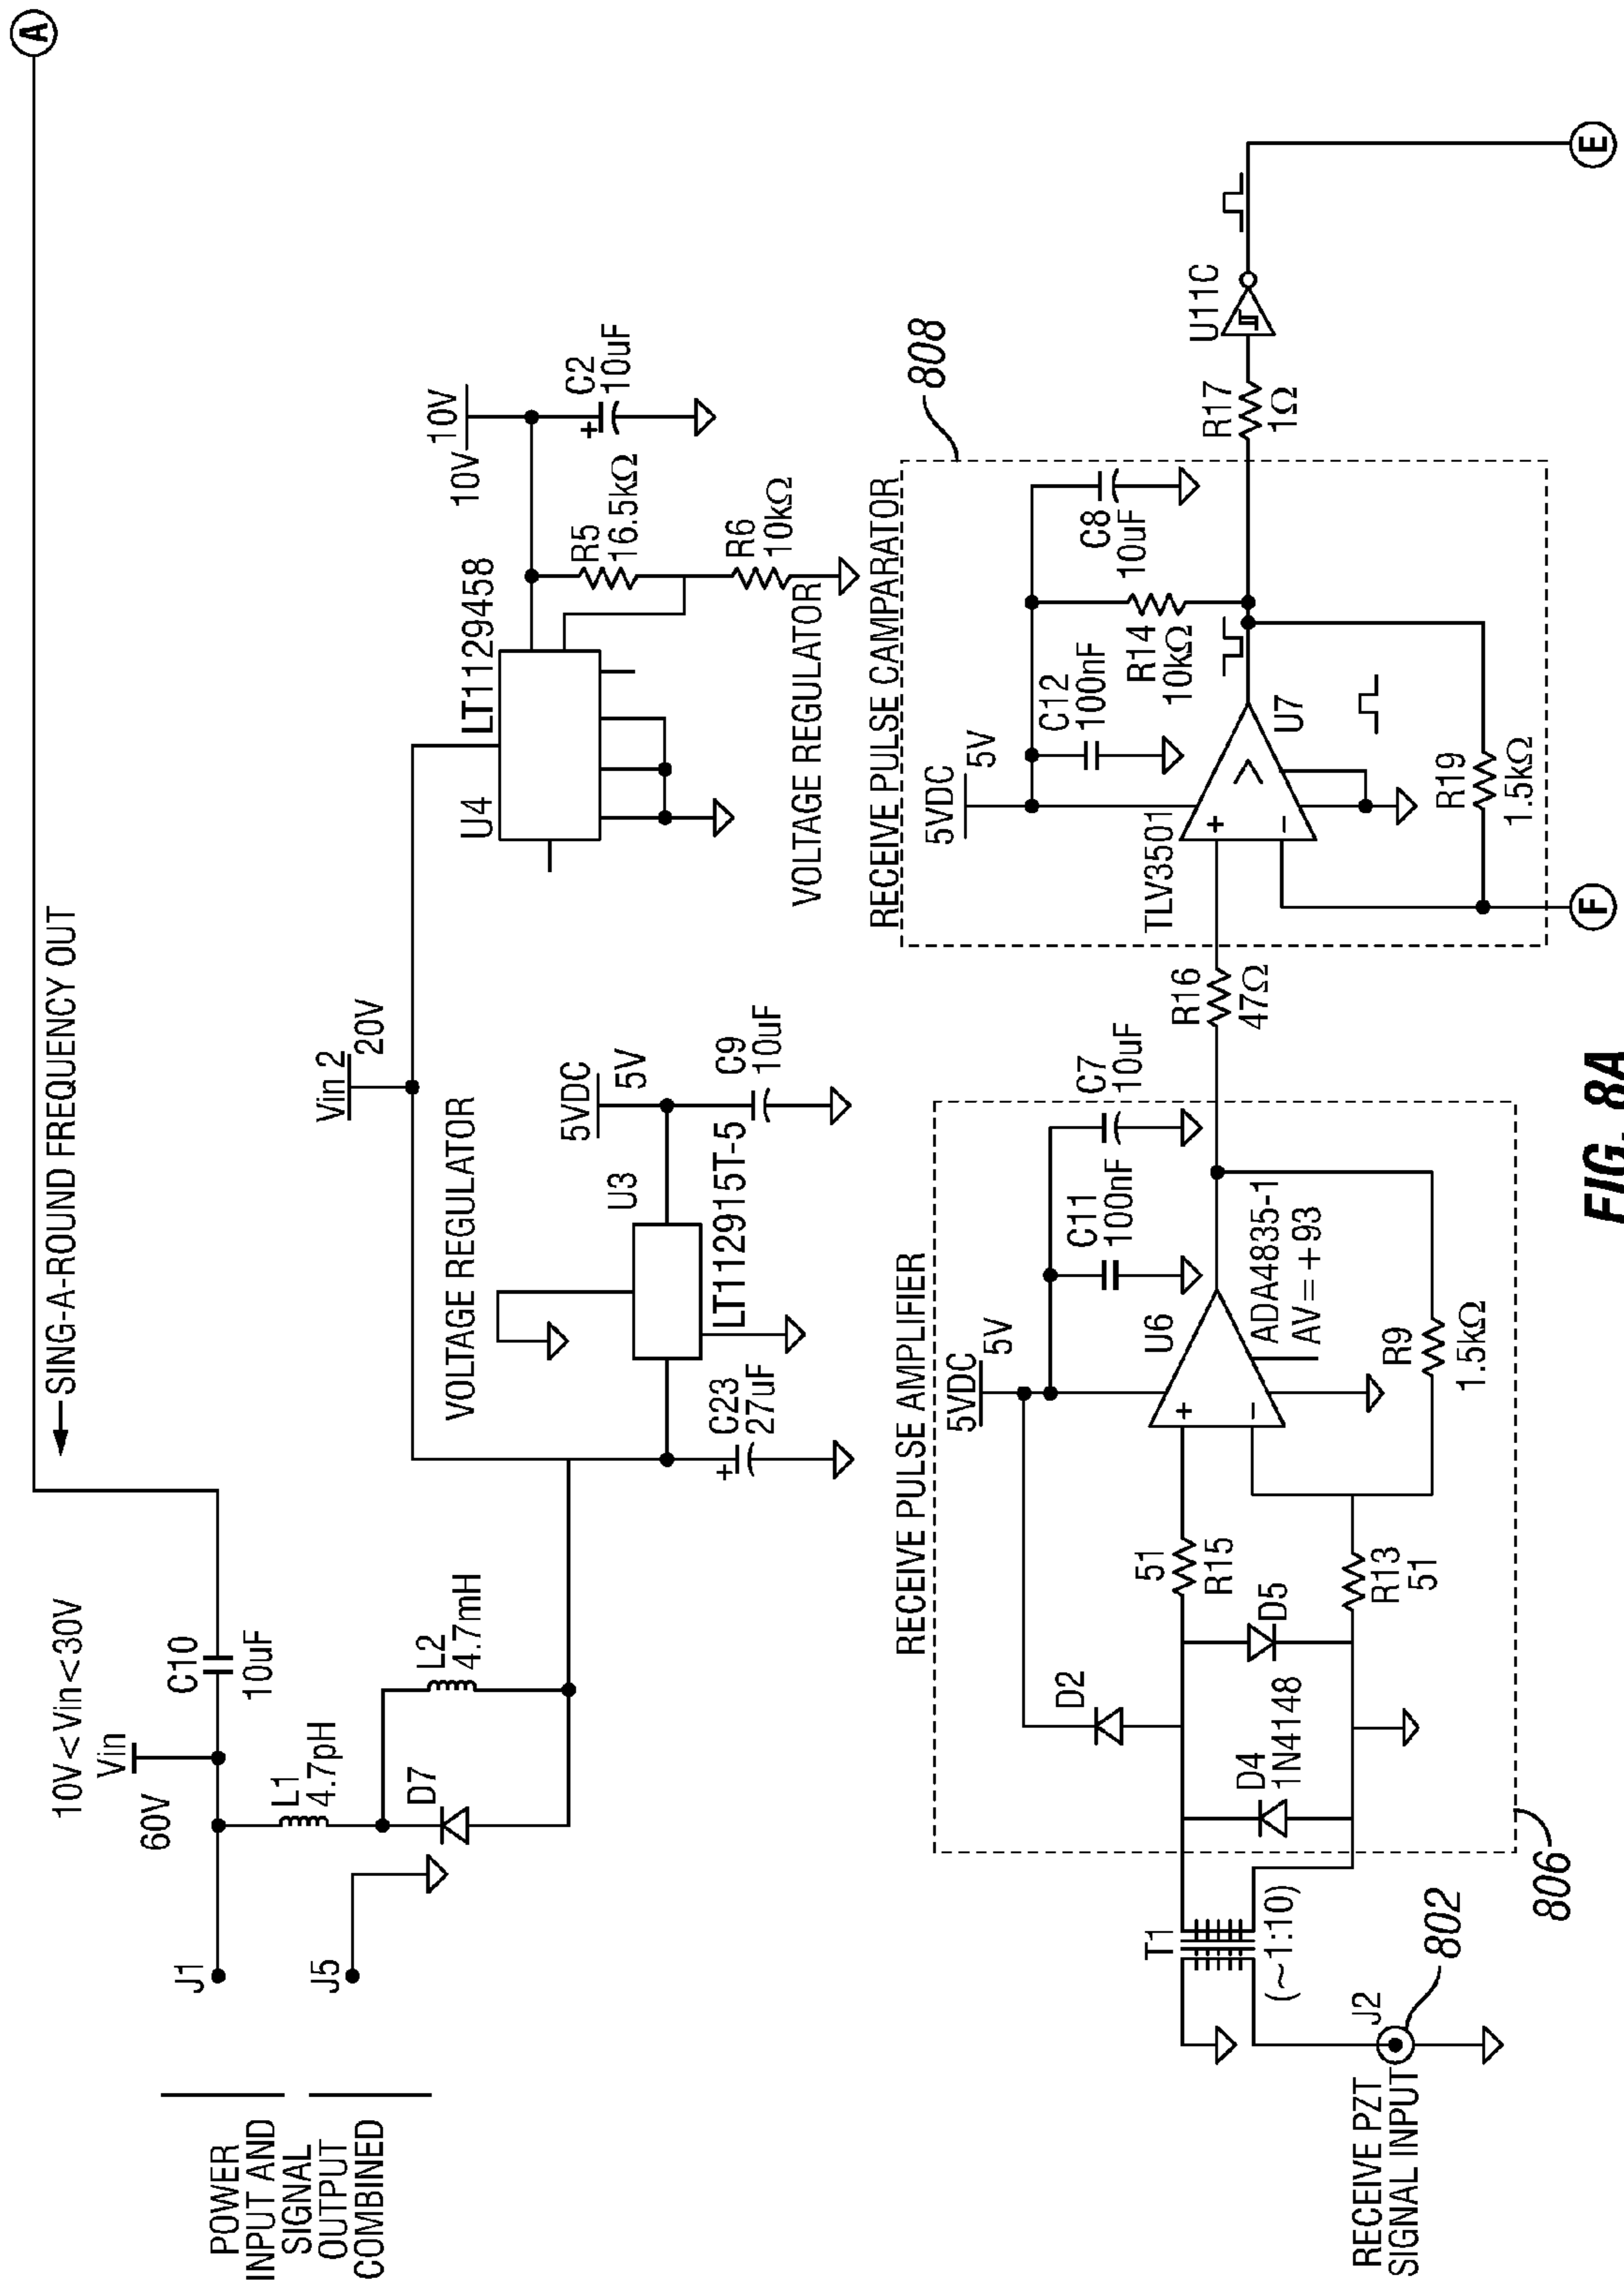 A
SING-A-ROUND FREQUENCY OUT
10V<Vin<30V
Vin
60V
C10
10uF
J1
L1
4.7pH
D7
L2
4.7mH
J5
POWER
INPUT AND
SIGNAL
OUTPUT
COMBINED
Vin 2
20V
VOLTAGE REGULATOR
U3
LT112915T-5
C23
27uF
+
5VDC
5V
C9
10uF
U4
LT1129458
10V
10V
C2
10uF
+
R5
16.5kΩ
R6
10kΩ
VOLTAGE REGULATOR
RECEIVE PULSE AMPLIFIER
5VDC
5V
C11
100nF
C7
10uF
D2
51
R15
D5
D4
1N4148
R13
51
+
−
U6
ADA4835-1
AV=+93
R9
1.5kΩ
T1
(~1:10)
J2
802
806
RECEIVE PZT
SIGNAL INPUT
R16
47Ω
RECEIVE PULSE CAMPARATOR
808
5VDC
5V
C12
100nF
R14
10kΩ
C8
10uF
TLV3501
+
−
U7
R19
1.5kΩ
R17
1Ω
U11C
E
F
FIG. 8A